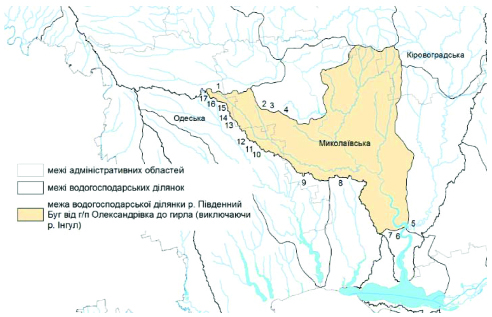 Кіровоградська
1
17
16
15
2
3
4
Одеська
14
13
12
11
10
Миколаївська
9
8
5
7
6
межі адміністративних областей
межі водогосподарських ділянок
межа водогосподарської ділянки р. Південний
Буг від г/п Олександрівка до гирла (виключаючи
р. Інгул)